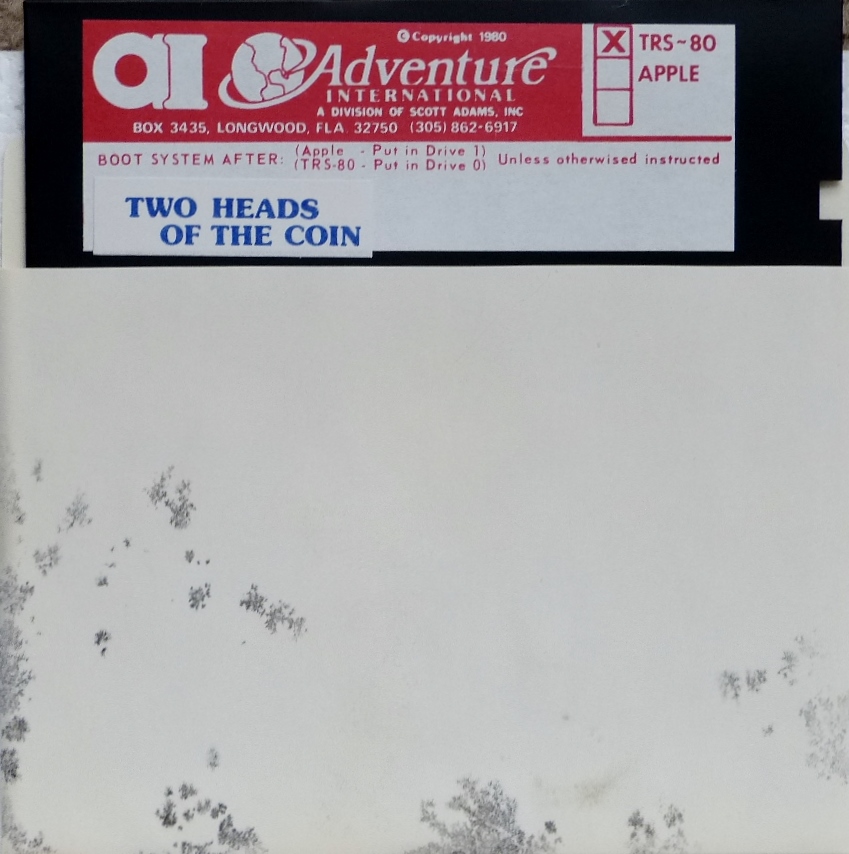 ai Adventure
© Copyright 1980
INTERNATIONAL
A DIVISION OF SCOTT ADAMS, INC
BOX 3435, LONGWOOD, FLA 32750 (305) 862-6917
X TRS~80
APPLE
BOOT SYSTEM AFTER: (Apple - Put in Drive 1)
(TRS-80 - Put in Drive 0) Unless otherwised instructed
TWO HEADS
OF THE COIN